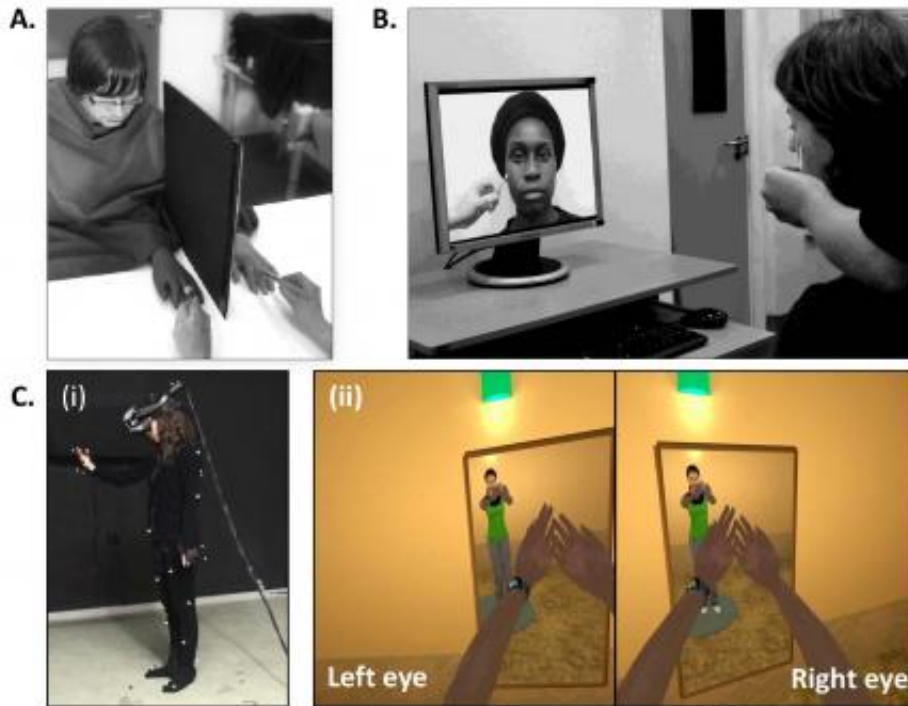 A.
B.
C.
(i)
(ii)
Left eye
Right eye